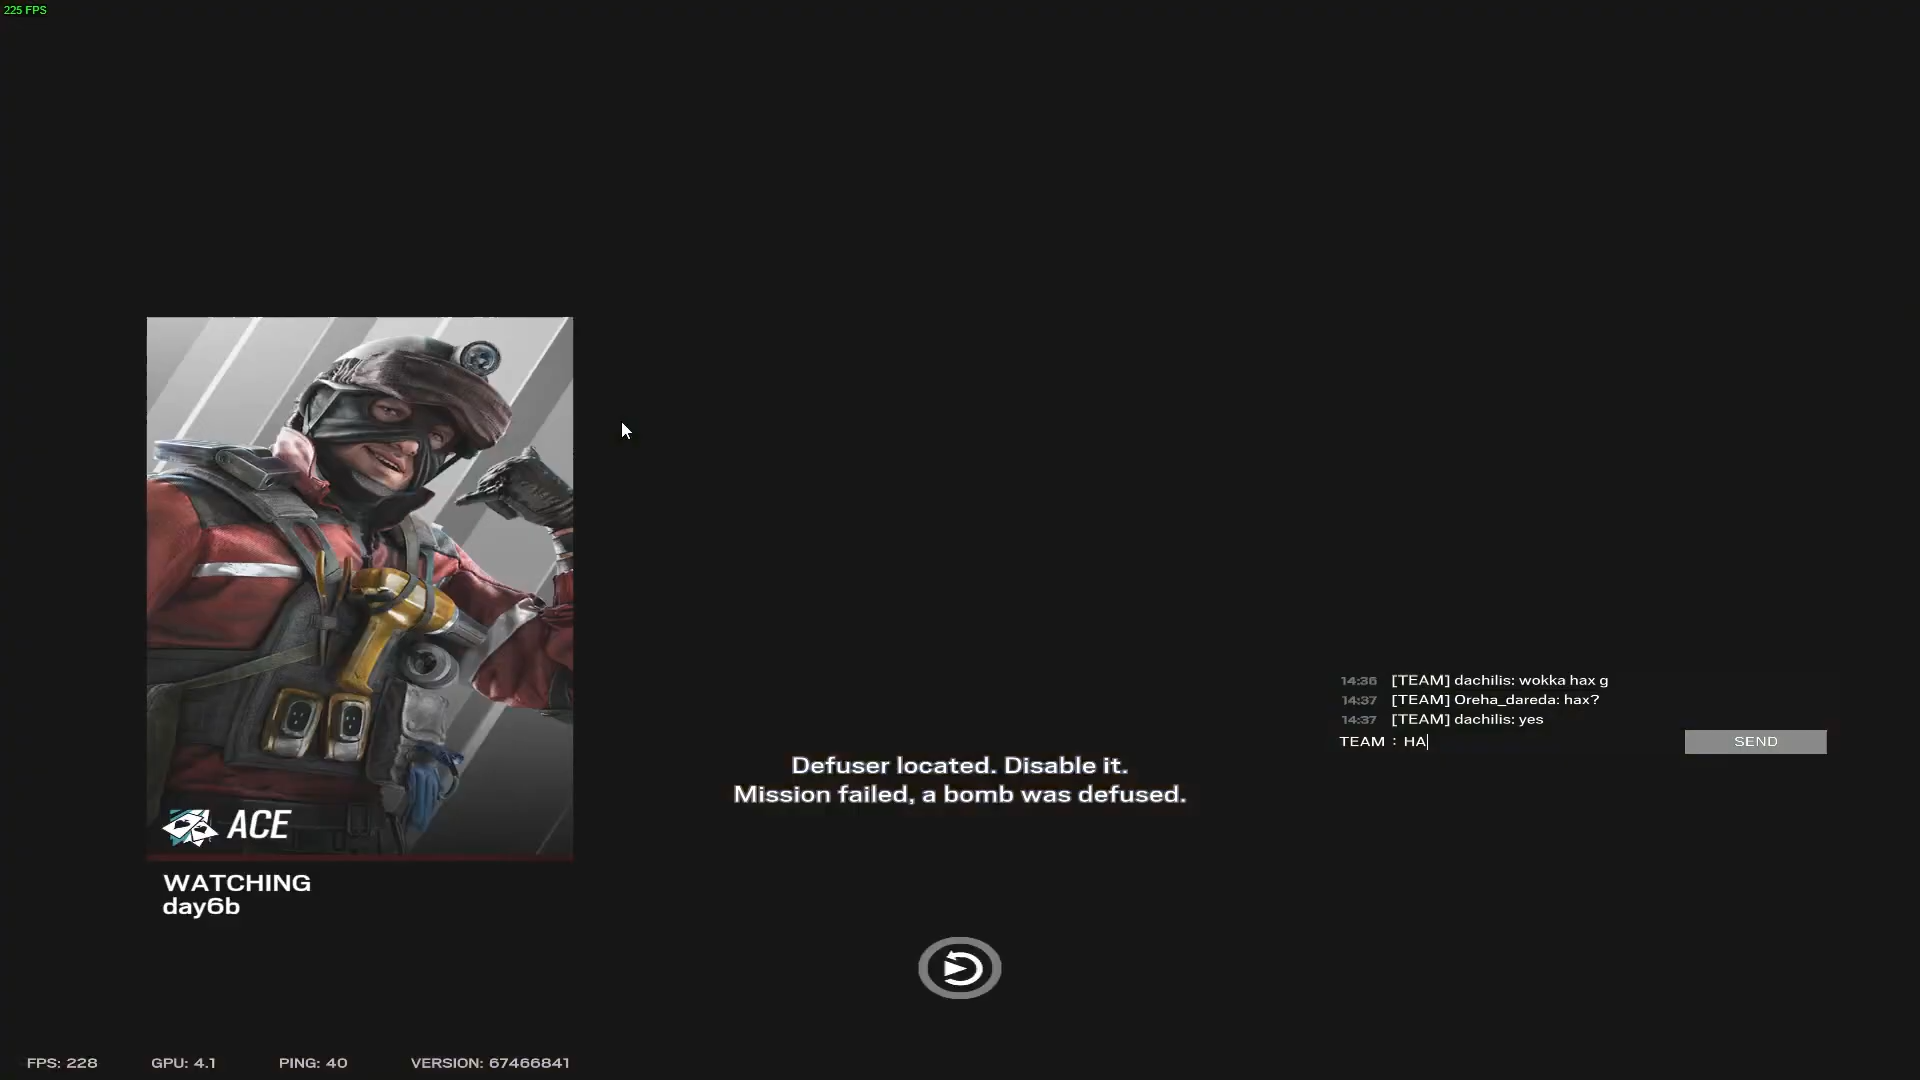 225 FPS
14:36 [TEAM] dachilis: wokka hax g
14:37 [TEAM] Oreha_dareda: hax?
14:37 [TEAM] dachilis: yes
TEAM : HA
SEND
Defuser located. Disable it.
Mission failed, a bomb was defused.
ACE
WATCHING
day6b
FPS: 228 GPU: 4.1 PING: 40 VERSION: 67466841